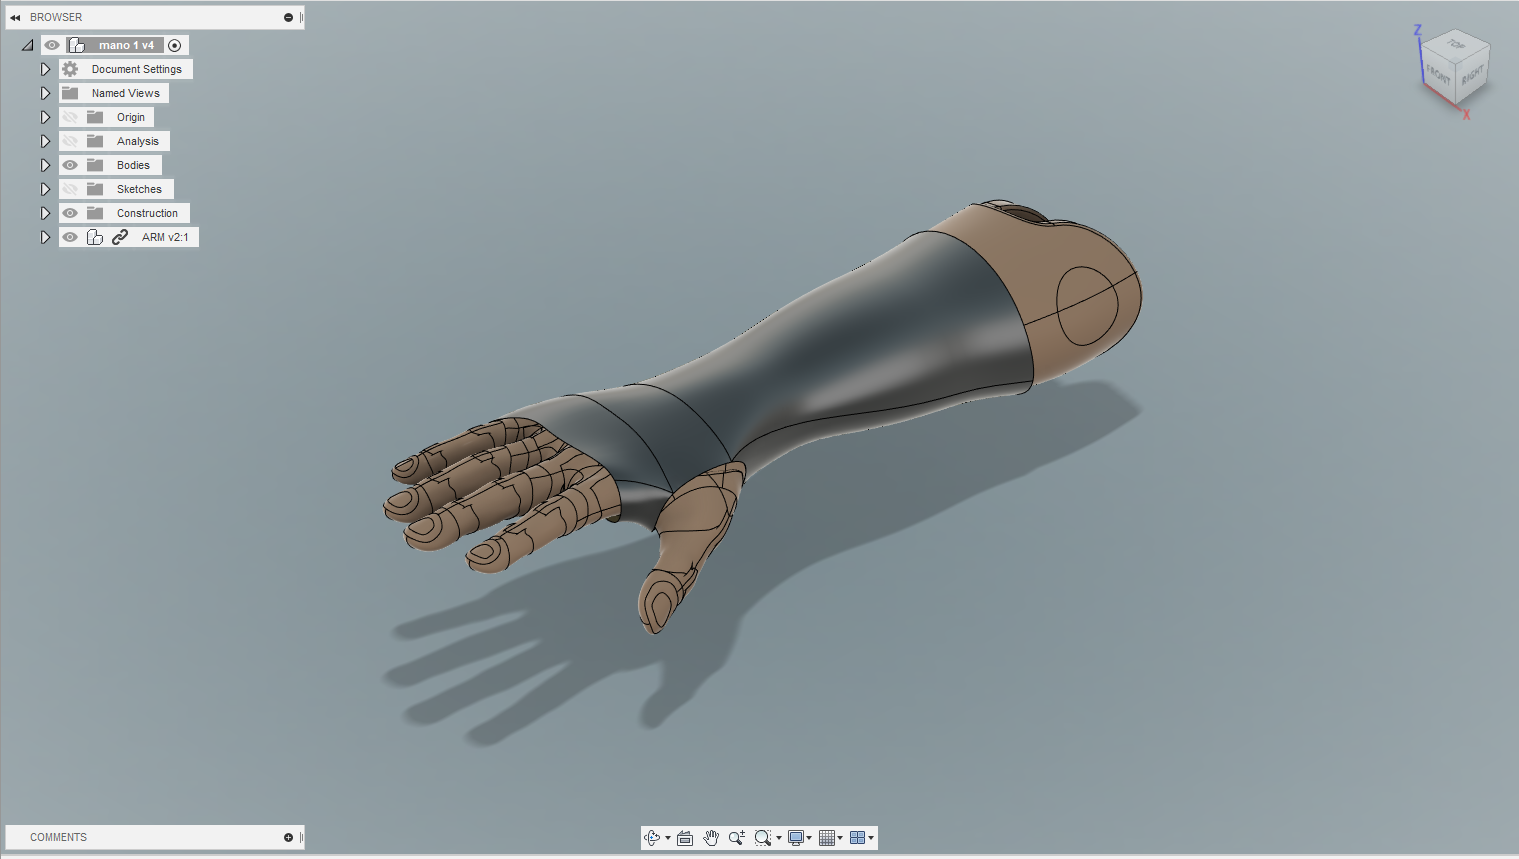 BROWSER
mano 1 v4
Document Settings
Named Views
Origin
Analysis
Bodies
Sketches
Construction
ARM v2:1
Z
TOP
FRONT
RIGHT
X
COMMENTS